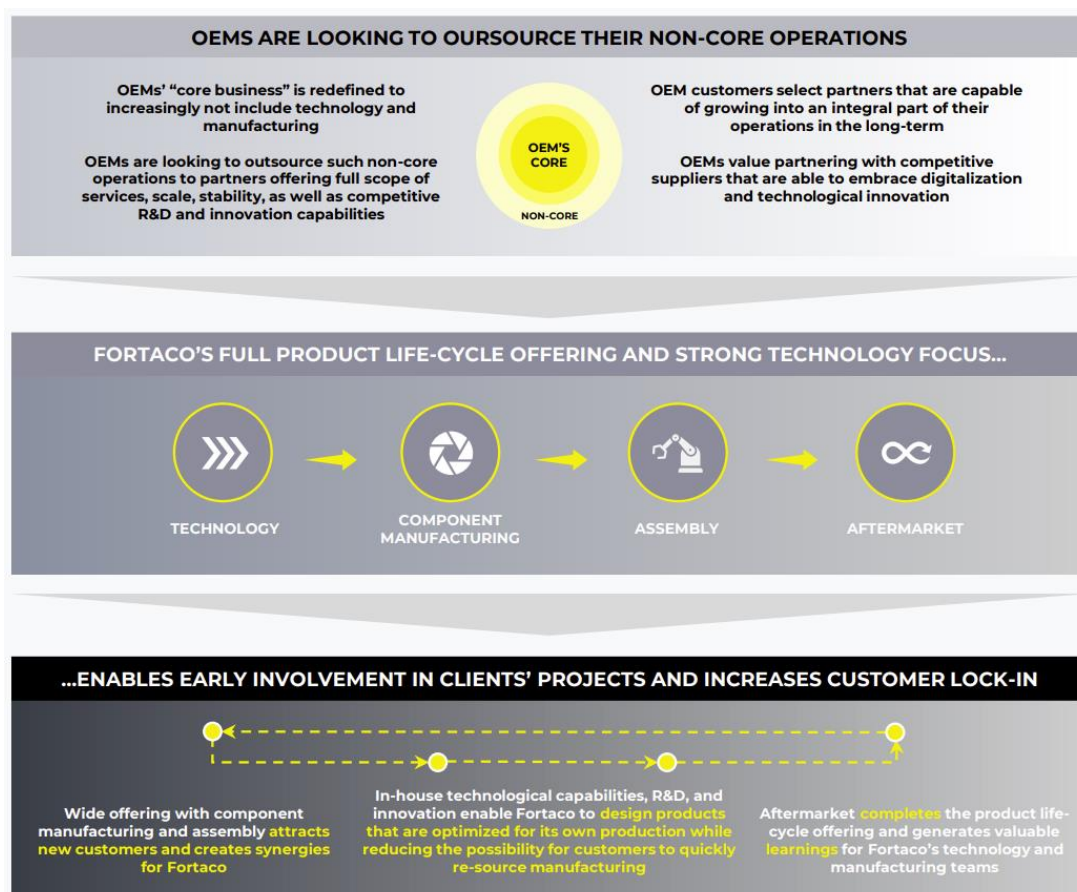 OEMS ARE LOOKING TO OURSOURCE THEIR NON-CORE OPERATIONS
OEMs’ “core business” is redefined to
increasingly not include technology and
manufacturing
OEMs are looking to outsource such non-core
operations to partners offering full scope of
services, scale, stability, as well as competitive
R&D and innovation capabilities
OEM'S
CORE
NON-CORE
OEM customers select partners that are capable
of growing into an integral part of their
operations in the long-term
OEMs value partnering with competitive
suppliers that are able to embrace digitalization
and technological innovation
FORTACO’S FULL PRODUCT LIFE-CYCLE OFFERING AND STRONG TECHNOLOGY FOCUS…
TECHNOLOGY
COMPONENT
MANUFACTURING
ASSEMBLY
AFTERMARKET
…ENABLES EARLY INVOLVEMENT IN CLIENTS’ PROJECTS AND INCREASES CUSTOMER LOCK-IN
Wide offering with component
manufacturing and assembly attracts
new customers and creates synergies
for Fortaco
In-house technological capabilities, R&D, and
innovation enable Fortaco to design products
that are optimized for its own production while
reducing the possibility for customers to quickly
re-source manufacturing
Aftermarket completes the product life-
cycle offering and generates valuable
learnings for Fortaco’s technology and
manufacturing teams